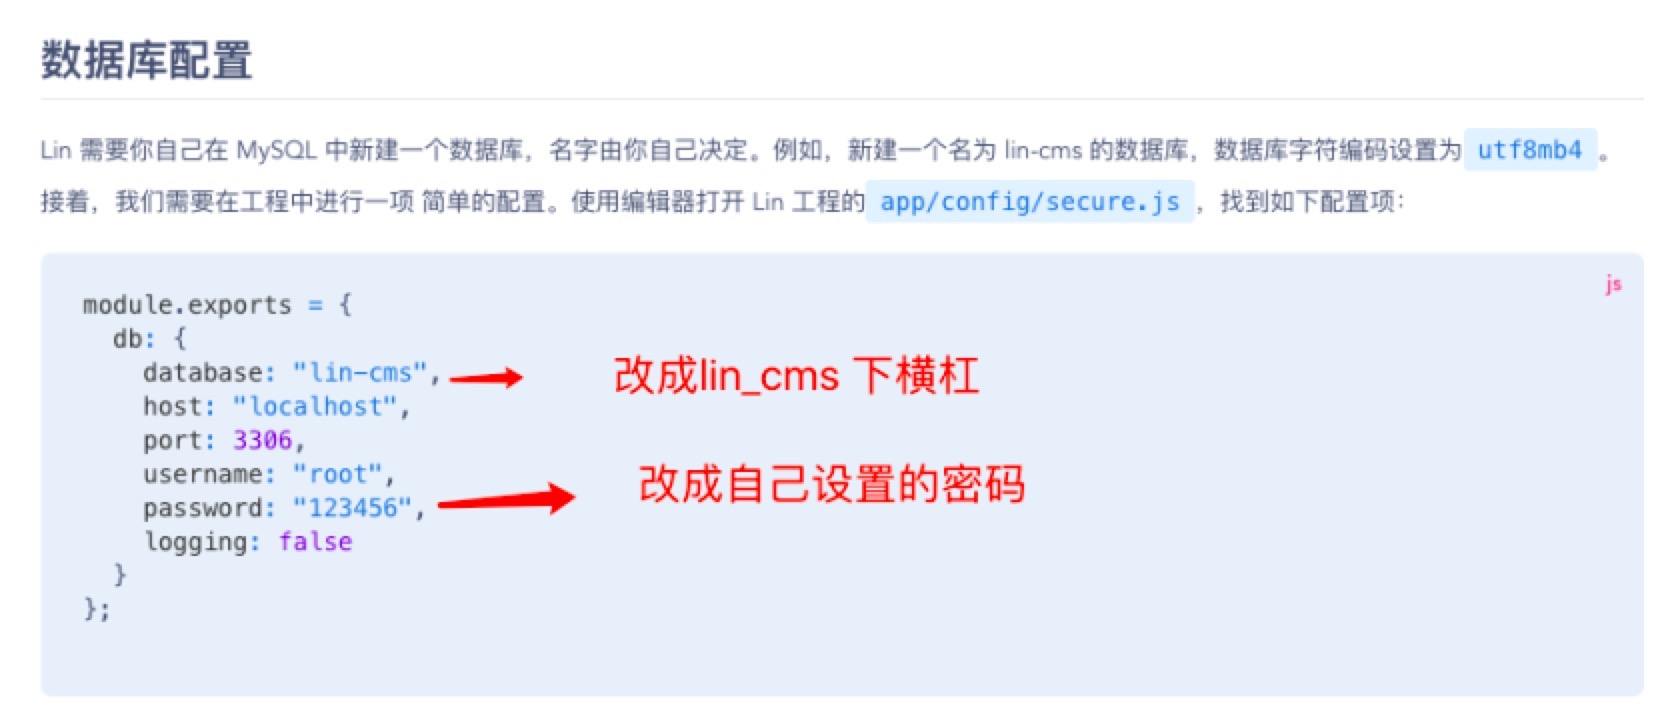 数据库配置
Lin 需要你自己在 MySQL 中新建一个数据库，名字由你自己决定。例如，新建一个名为 lin-cms 的数据库，数据库字符编码设置为 utf8mb4 。
接着，我们需要在工程中进行一项 简单的配置。使用编辑器打开 Lin 工程的 app/config/secure.js ，找到如下配置项：
js
module.exports = {
  db: {
    database: "lin-cms", 改成lin_cms 下横杠
    host: "localhost",
    port: 3306,
    username: "root",
    password: "123456", 改成自己设置的密码
    logging: false
  }
};